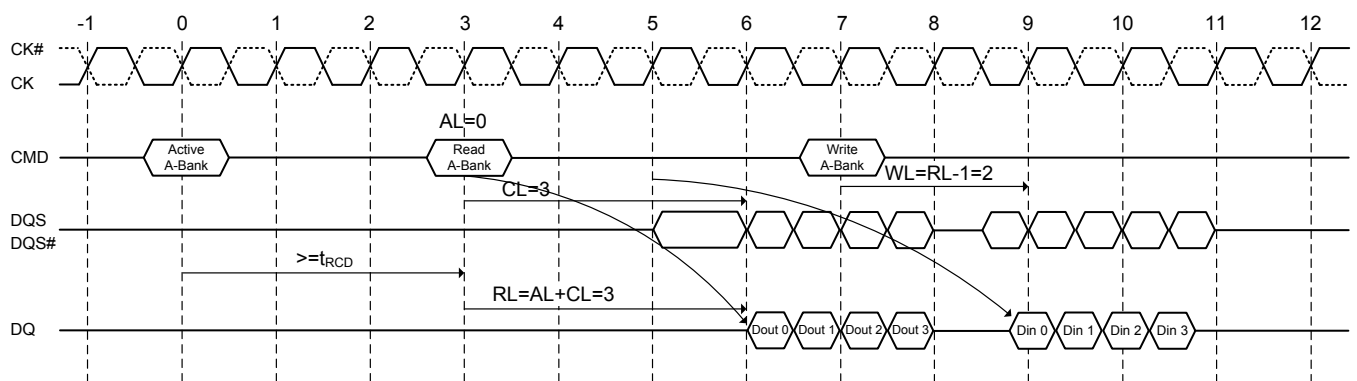 -1 0 1 2 3 4 5 6 7 8 9 10 11 12
CK#
CK
AL=0
CMD
Active
A-Bank
Read
A-Bank
Write
A-Bank
CL=3
WL=RL-1=2
DQS
DQS#
>=tRCD
RL=AL+CL=3
DQ
Dout 0 Dout 1 Dout 2 Dout 3 Din 0 Din 1 Din 2 Din 3